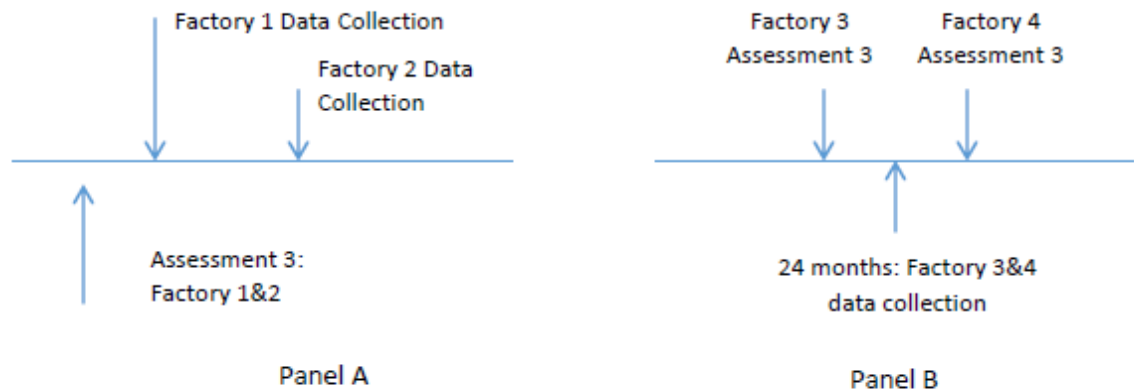 Factory 1 Data Collection
Factory 2 Data
Collection
Assessment 3:
Factory 1&2
Panel A
Factory 3
Assessment 3
Factory 4
Assessment 3
24 months: Factory 3&4
data collection
Panel B